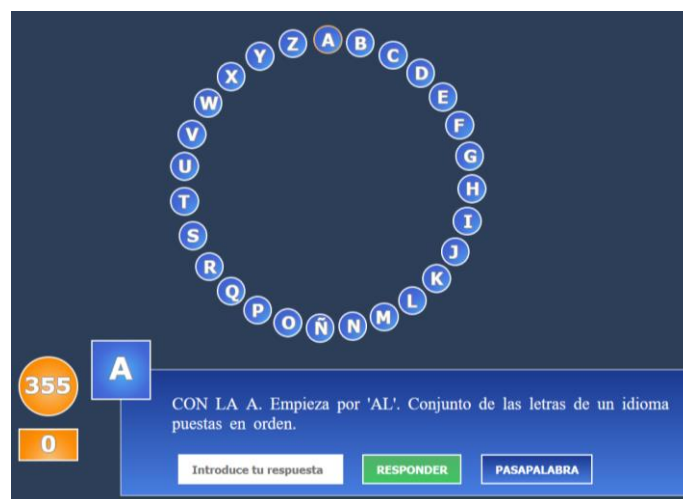 A
B
C
D
E
F
G
H
I
J
K
L
M
N
Ñ
O
P
Q
R
S
T
U
V
W
X
Y
Z
355
0
A
CON LA A. Empieza por 'AL'. Conjunto de las letras de un idioma
puestas en orden.
Introduce tu respuesta RESPONDER PASAPALABRA